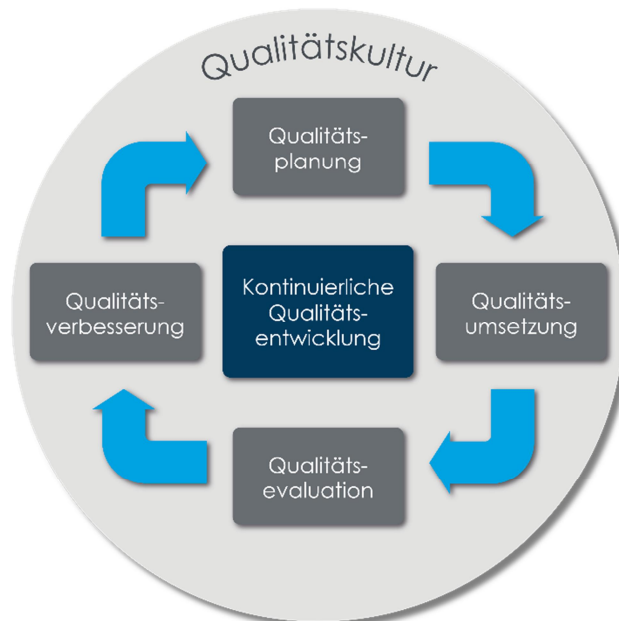 Qualitätskultur
Qualitäts-
planung
Kontinuierliche
Qualitäts-
entwicklung
Qualitäts-
verbesserung
Qualitäts-
umsetzung
Qualitäts-
evaluation